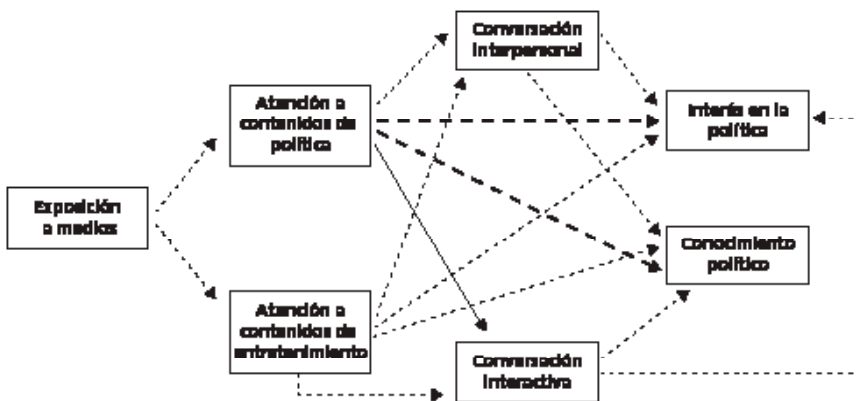 Conversación
interpersonal
Atención a
contenidos de
política
Interés en la
política
Exposición
a medios
Conocimiento
político
Atención a
contenidos de
entretenimiento
Conversación
interactiva